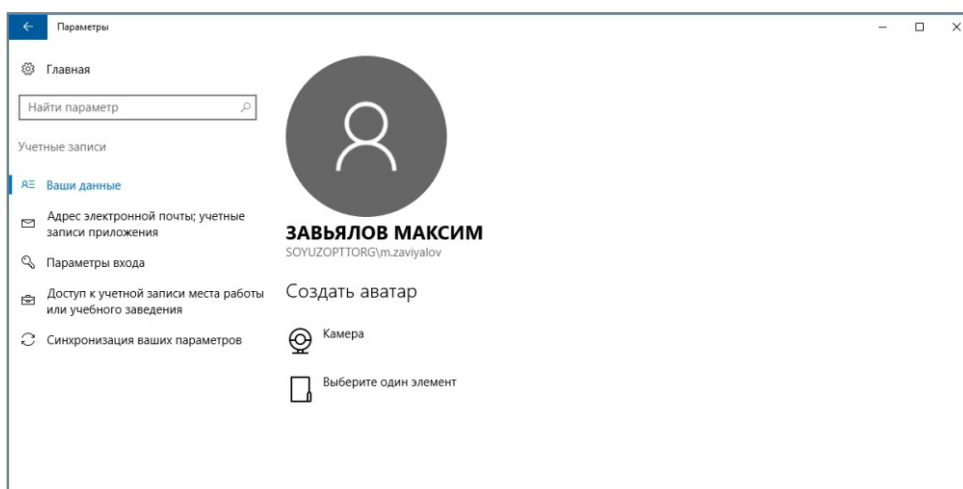 Параметры
Главная
Найти параметр
Учетные записи
Ваши данные
Адрес электронной почты; учетные
записи приложения
Параметры входа
Доступ к учетной записи места работы
или учебного заведения
Синхронизация ваших параметров
ЗАВЬЯЛОВ МАКСИМ
SOYUZOPTTORG\m.zaviyalov
Создать аватар
Камера
Выберите один элемент